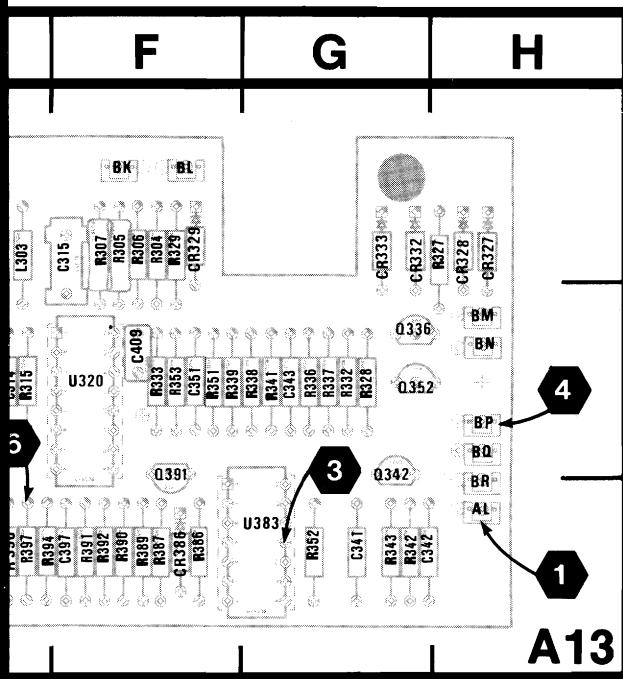 F G H
BK BL
L303 C315 R307 R305 R306 R304 R329 CR329 CR333 CR332 R327 CR328 CR327
BM
BN
Q336
C409
R315 U320 R333 R353 C351 R351 R339 R338 R341 C343 R336 R337 R332 R328 Q352
4
BP
BQ
BR
AL
Q391 3 Q342
U383
R397 R394 C397 R391 R392 R390 R389 R387 CR386 R386 R352 C341 R343 R342 C342
1
A13